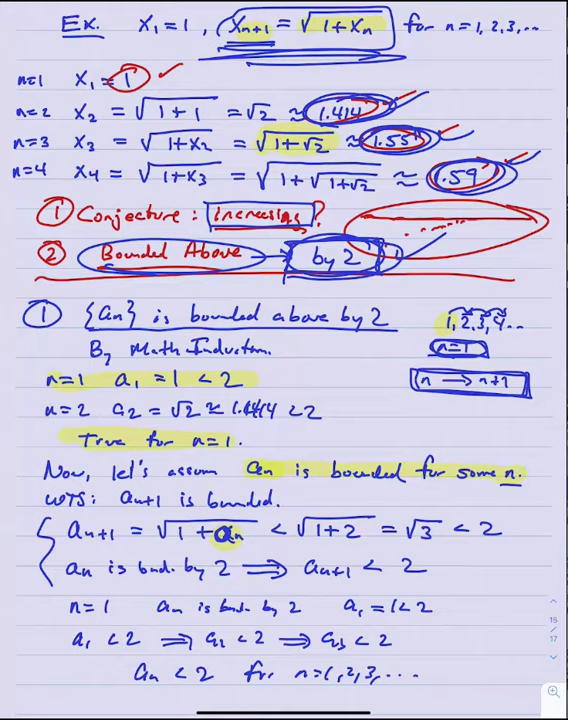 Ex. X₁ = 1, Xₙ₊₁ = √(1+Xₙ) for n=1,2,3,...
n=1 X₁ = 1 ✓
n=2 X₂ = √(1+1) = √2 ≈ 1.414 ✓
n=3 X₃ = √(1+X₂) = √(1+√2) ≈ 1.55 ✓
n=4 X₄ = √(1+X₃) = √(1+√(1+√2)) ≈ 1.59 ✓
① Conjecture: increasing?
② Bounded Above → by 2
① {an} is bounded above by 2
1,2,3,4...
By Math Induction.
n=1
n=1 a₁ = 1 < 2
n → n+1
n=2 a₂ = √2 ≈ 1.1414 < 2
True for n=1.
Now, let's assum an is bounded for some n.
WTS: an+1 is bounded.
an+1 = √(1+an) < √(1+2) = √3 < 2
an is bnd. by 2 ⟹ an+1 < 2
n=1 an is bnd. by 2 a₁ = 1 < 2
a₁ < 2 ⟹ a₂ < 2 ⟹ a₃ < 2
an < 2 for n=1,2,3,...
15
/
17